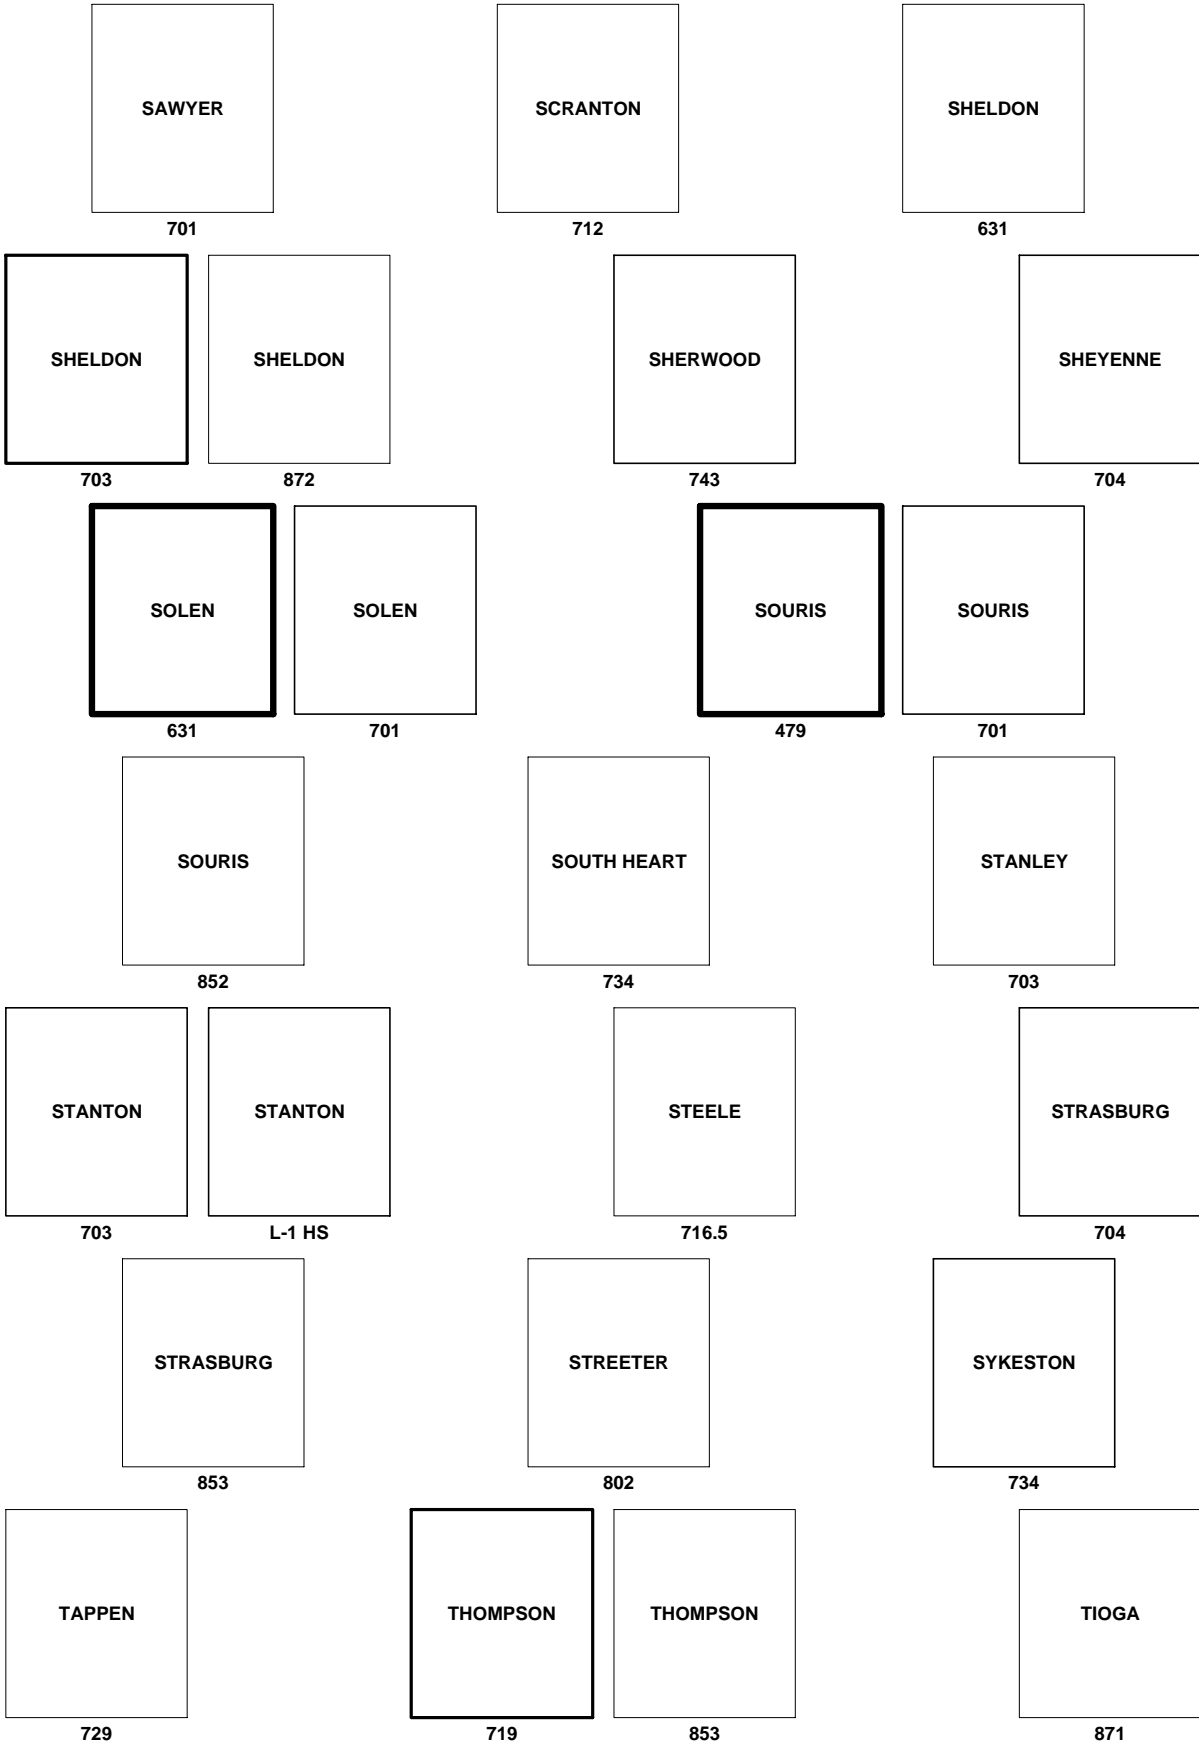 SAWYER SCRANTON SHELDON
701 712 631
SHELDON SHELDON SHERWOOD SHEYENNE
703 872 743 704
SOLEN SOLEN SOURIS SOURIS
631 701 479 701
SOURIS SOUTH HEART STANLEY
852 734 703
STANTON STANTON STEELE STRASBURG
703 L-1 HS 716.5 704
STRASBURG STREETER SYKESTON
853 802 734
TAPPEN THOMPSON THOMPSON TIOGA
729 719 853 871